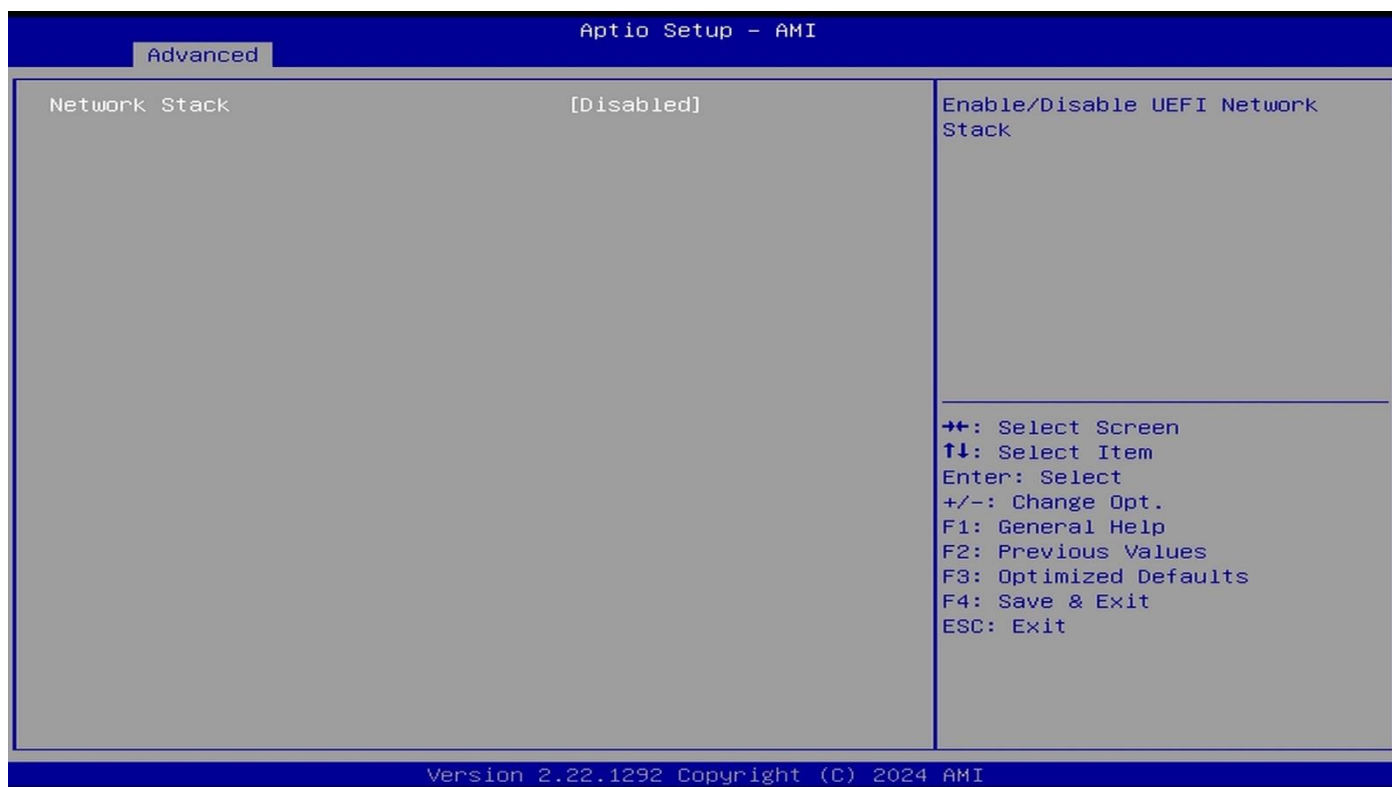 Aptio Setup – AMI
Advanced
Network Stack [Disabled]
Enable/Disable UEFI Network
Stack
→←: Select Screen
↑↓: Select Item
Enter: Select
+/-: Change Opt.
F1: General Help
F2: Previous Values
F3: Optimized Defaults
F4: Save & Exit
ESC: Exit
Version 2.22.1292 Copyright (C) 2024 AMI